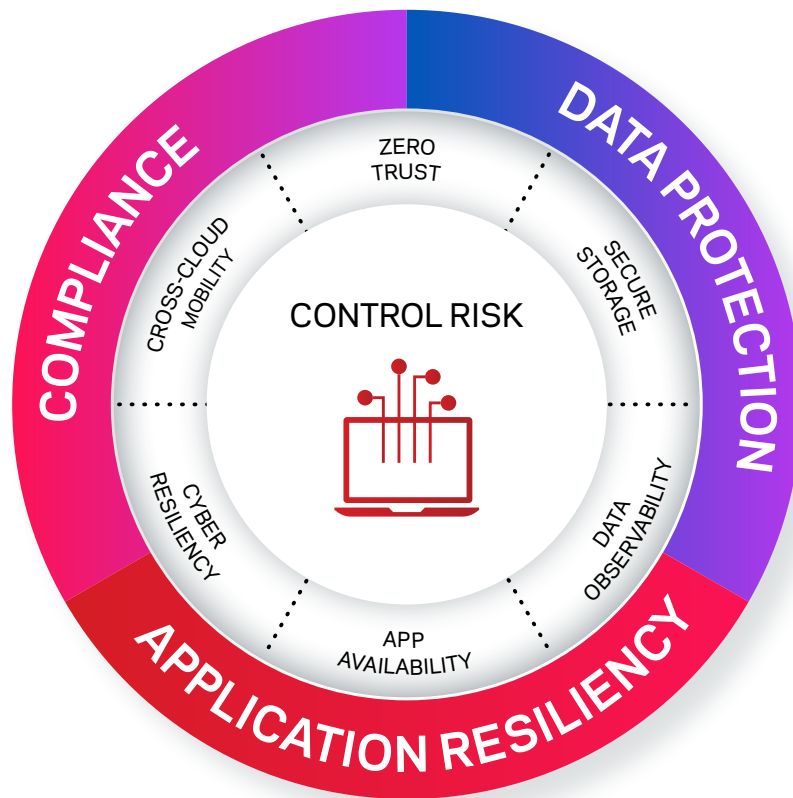 COMPLIANCE
DATA PROTECTION
APPLICATION RESILIENCY
ZERO
TRUST
SECURE
STORAGE
DATA
OBSERVABILITY
APP
AVAILABILITY
CYBER
RESILIENCY
CROSS-CLOUD
MOBILITY
CONTROL RISK